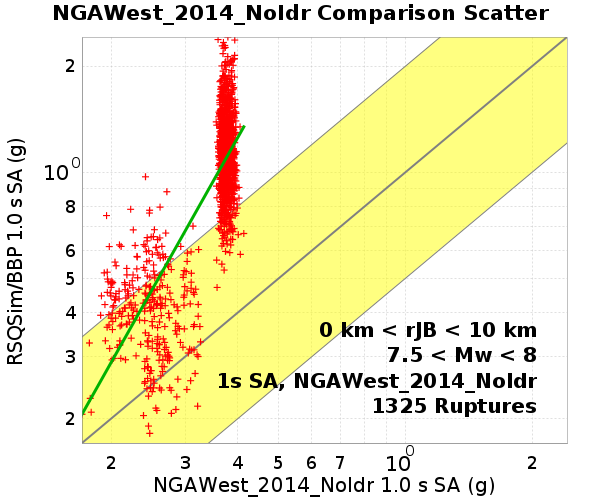 NGAWest_2014_NoIdr Comparison Scatter
RSQSim/BBP 1.0 s SA (g)
2
10^0
8
6
5
4
3
2
0 km < rJB < 10 km
7.5 < Mw < 8
1s SA, NGAWest_2014_NoIdr
1325 Ruptures
2 3 4 5 6 7 10^0 2
NGAWest_2014_NoIdr 1.0 s SA (g)